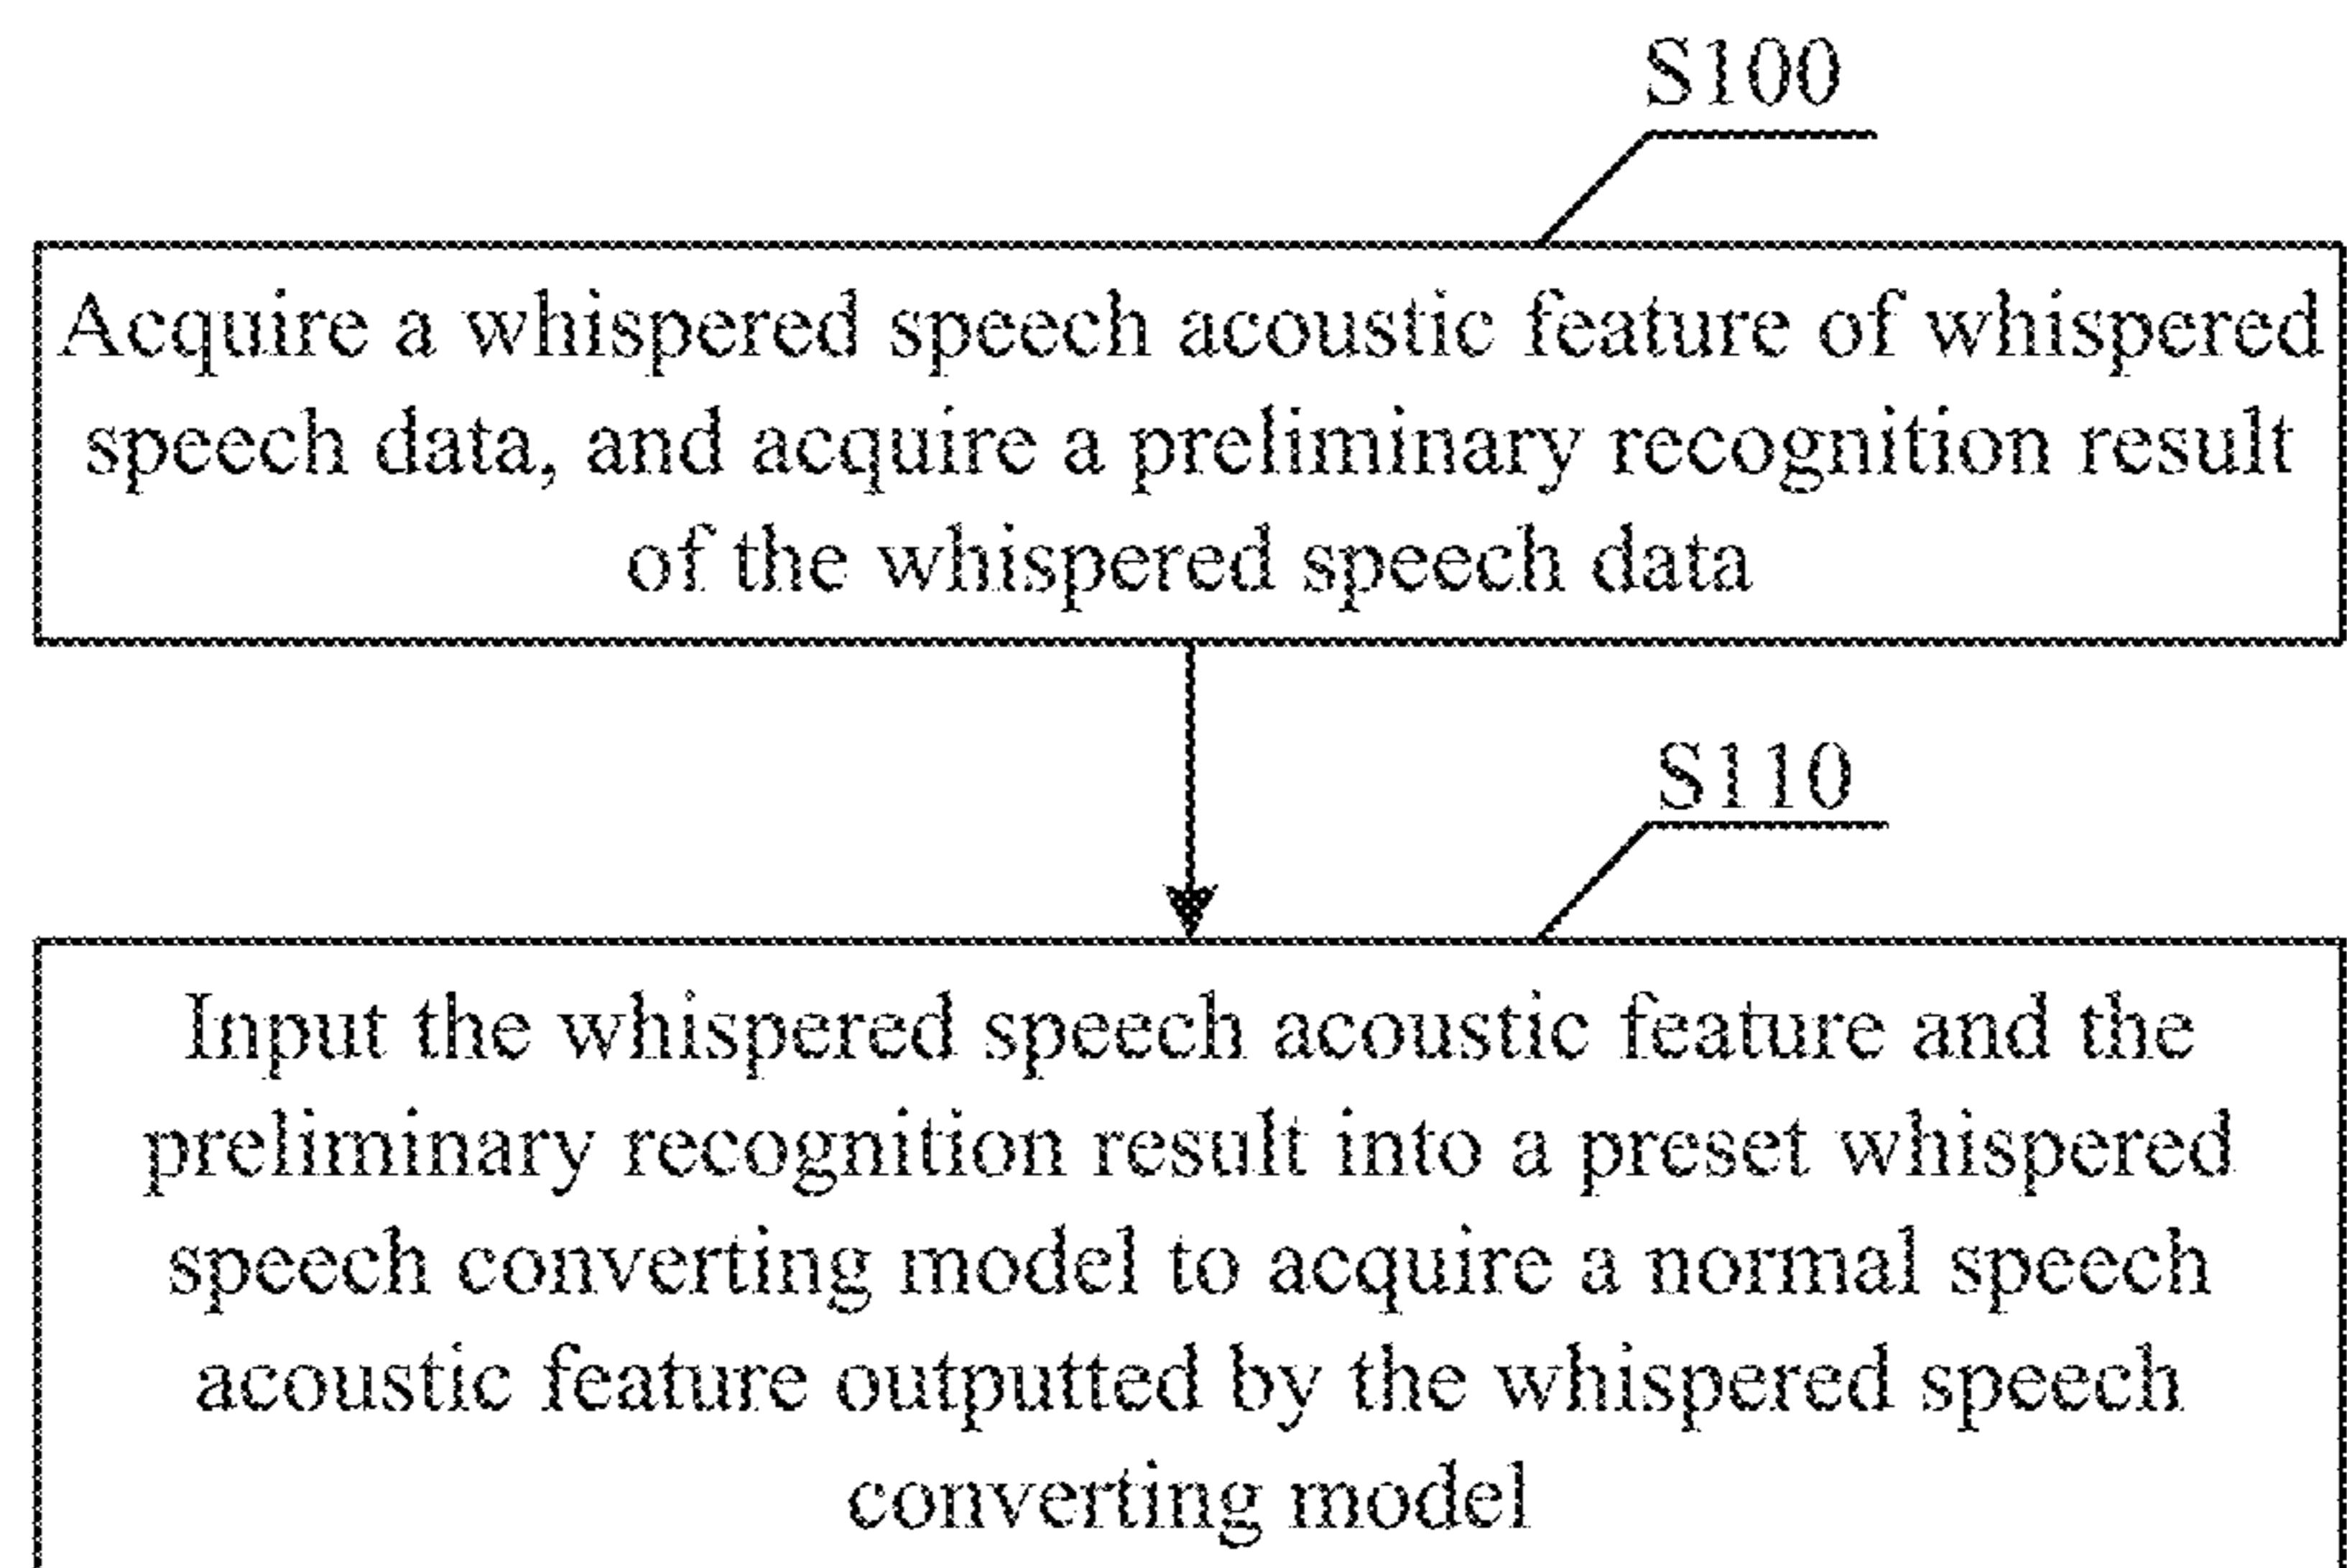 S100
Acquire a whispered speech acoustic feature of whispered
speech data, and acquire a preliminary recognition result
of the whispered speech data
S110
Input the whispered speech acoustic feature and the
preliminary recognition result into a preset whispered
speech converting model to acquire a normal speech
acoustic feature outputted by the whispered speech
converting model